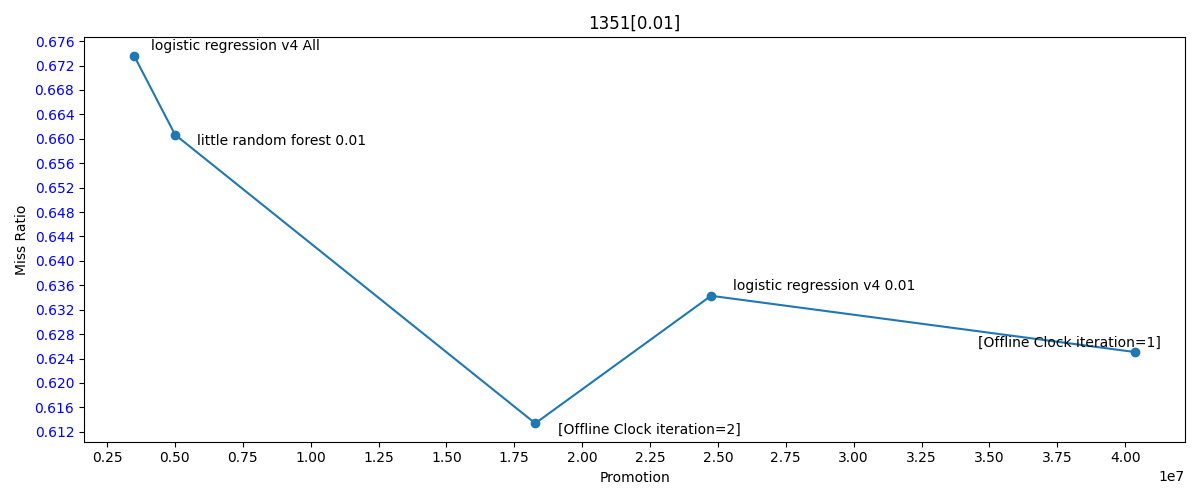 1351[0.01]
0.676
0.672
0.668
0.664
0.660
0.656
0.652
0.648
0.644
0.640
0.636
0.632
0.628
0.624
0.620
0.616
0.612
Miss Ratio
logistic regression v4 All
little random forest 0.01
logistic regression v4 0.01
[Offline Clock iteration=1]
[Offline Clock iteration=2]
0.25 0.50 0.75 1.00 1.25 1.50 1.75 2.00 2.25 2.50 2.75 3.00 3.25 3.50 3.75 4.00
1e7
Promotion